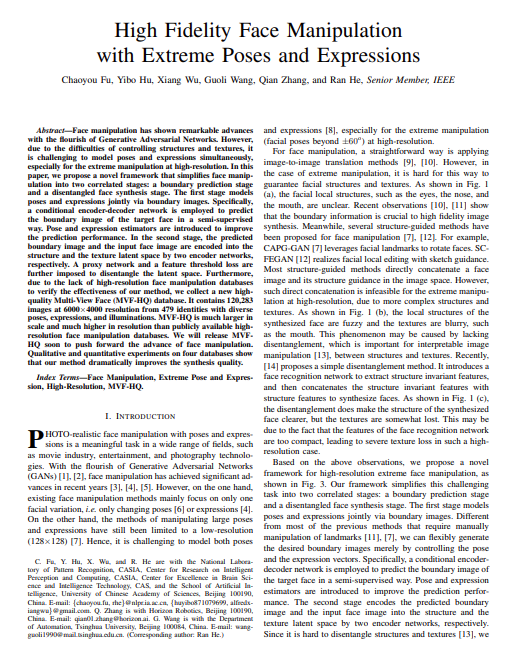 High Fidelity Face Manipulation
with Extreme Poses and Expressions
Chaoyou Fu, Yibo Hu, Xiang Wu, Guoli Wang, Qian Zhang, and Ran He, Senior Member, IEEE
Abstract—Face manipulation has shown remarkable advances
with the flourish of Generative Adversarial Networks. However,
due to the difficulties of controlling structures and textures, it
is challenging to model poses and expressions simultaneously,
especially for the extreme manipulation at high-resolution. In
this paper, we propose a novel framework that simplifies face manip-
ulation into two correlated stages: a boundary prediction stage
and a disentangled face synthesis stage. The first stage models
poses and expressions jointly via boundary images. Specifically,
a conditional encoder-decoder network is employed to predict
the boundary image of the target face in a semi-supervised
way. Pose and expression estimators are introduced to improve
the prediction performance. In the second stage, the predicted
boundary image and the input face image are encoded into the
structure and the texture latent space by two encoder networks,
respectively. A proxy network and a feature threshold loss are
further imposed to disentangle the latent space. Furthermore,
due to the lack of high-resolution face manipulation databases
to verify the effectiveness of our method, we collect a new high-
quality Multi-View Face (MVF-HQ) database. It contains 120,283
images at 6000×4000 resolution from 479 identities with diverse
poses, expressions, and illuminations. MVF-HQ is much larger in
scale and much higher in resolution than publicly available high-
resolution face manipulation databases. We will release MVF-
HQ soon to push forward the advance of face manipulation.
Qualitative and quantitative experiments on four databases show
that our method dramatically improves the synthesis quality.
Index Terms—Face Manipulation, Extreme Pose and Expres-
sion, High-Resolution, MVF-HQ.
I. INTRODUCTION
PHOTO-realistic face manipulation with poses and expres-
sions is a meaningful task in a wide range of fields, such
as movie industry, entertainment, and photography technolo-
gies. With the flourish of Generative Adversarial Networks
(GANs) [1], [2], face manipulation has achieved significant ad-
vances in recent years [3], [4], [5]. However, on the one hand,
existing face manipulation methods mainly focus on only one
facial variation, i.e. only changing poses [6] or expressions [4].
On the other hand, the methods of manipulating large poses
and expressions have still been limited to a low-resolution
(128×128) [7]. Hence, it is challenging to model both poses
C. Fu, Y. Hu, X. Wu, and R. He are with the National Labora-
tory of Pattern Recognition, CASIA, Center for Research on Intelligent
Perception and Computing, CASIA, Center for Excellence in Brain Sci-
ence and Intelligence Technology, CAS, and the School of Artificial In-
telligence, University of Chinese Academy of Sciences, Beijing 100190,
China. E-mail: {chaoyou.fu, rhe}@nlpr.ia.ac.cn, {huyibo871079699, alfredx-
iangwu}@gmail.com. Q. Zhang is with Horizon Robotics, Beijing 100190,
China. E-mail: qian01.zhang@horizon.ai. G. Wang is with the Department
of Automation, Tsinghua University, Beijing 100084, China. E-mail: wang-
guoli1990@mail.tsinghua.edu.cn. (Corresponding author: Ran He.)
and expressions [8], especially for the extreme manipulation
(facial poses beyond ±60°) at high-resolution.
For face manipulation, a straightforward way is applying
image-to-image translation methods [9], [10]. However, in
the case of extreme manipulation, it is hard for this way to
guarantee facial structures and textures. As shown in Fig. 1
(a), the facial structures, such as the eyes, the nose, and
the mouth, are unclear. Recent observations [10], [11] show
that the boundary information is crucial to high fidelity image
synthesis. Meanwhile, several structure-guided methods have
been proposed for face manipulation [7], [12]. For example,
CAPG-GAN [7] leverages facial landmarks to rotate faces. SC-
FEGAN [12] realizes facial local editing with sketch guidance.
Most structure-guided methods directly concatenate a face
image and its structure guidance in the image space. However,
such direct concatenation is infeasible for the extreme manipu-
lation at high-resolution, due to more complex structures and
textures. As shown in Fig. 1 (b), the local structures of the
synthesized face are fuzzy and the textures are blurry, such
as the mouth. This phenomenon may be caused by lacking
disentanglement, which is important for interpretable image
manipulation [13], between structures and textures. Recently,
[14] proposes a simple disentanglement method. It introduces a
face recognition network to extract structure invariant features,
and then concatenates the structure invariant features with
structure features to synthesize faces. As shown in Fig. 1 (c),
the disentanglement does make the structure of the synthesized
face clearer, but the textures are somewhat lost. This may be
due to the fact that the features of the face recognition network
are too compact, leading to severe texture loss in such a high-
resolution case.
Based on the above observations, we propose a novel
framework for high-resolution extreme face manipulation, as
shown in Fig. 3. Our framework simplifies this challenging
task into two correlated stages: a boundary prediction stage
and a disentangled face synthesis stage. The first stage models
poses and expressions jointly via boundary images. Different
from most of the previous methods that require manually
manipulation of landmarks [11], [7], we can flexibly generate
the desired boundary images merely by controlling the pose
and the expression vectors. Specifically, a conditional encoder-
decoder network is employed to predict the boundary image of
the target face in a semi-supervised way. Pose and expression
estimators are introduced to improve the prediction perfor-
mance. The second stage encodes the predicted boundary
image and the input face image into the structure and the
texture latent space by two encoder networks, respectively.
Since it is hard to disentangle structures and textures [13], we